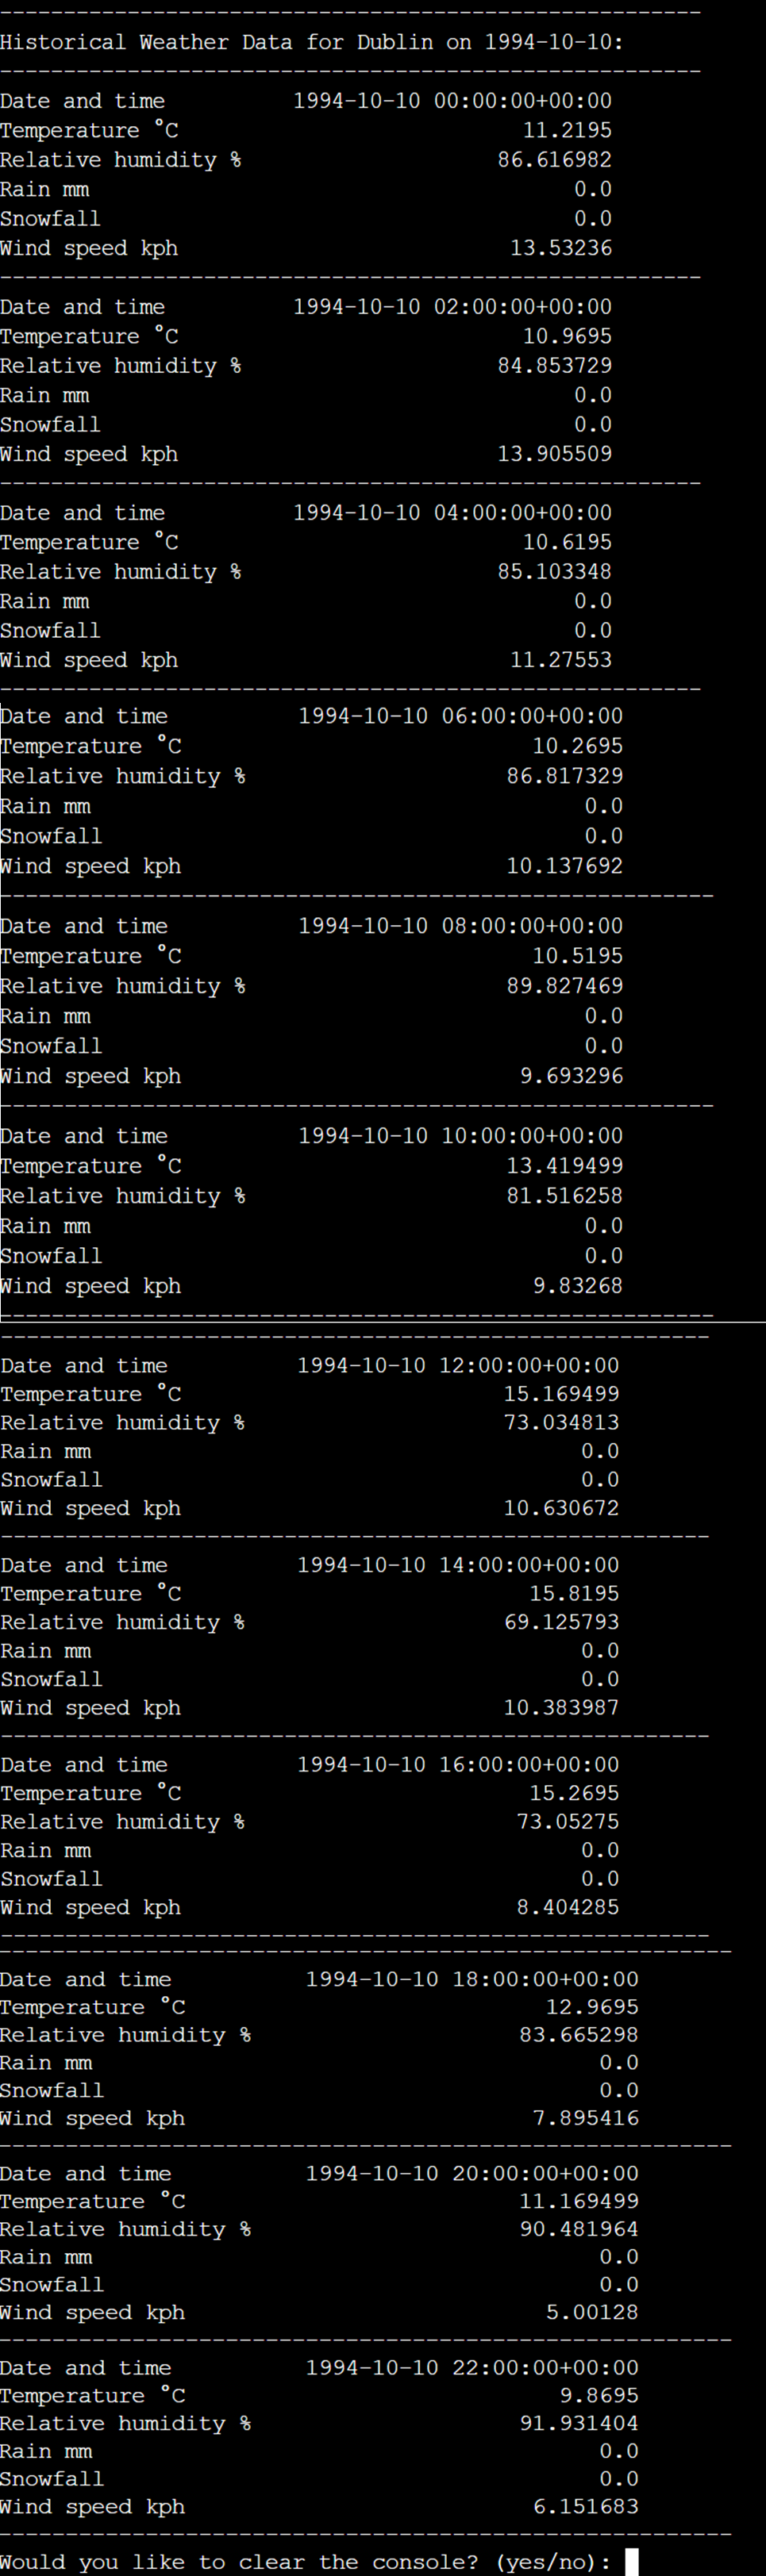 Historical Weather Data for Dublin on 1994-10-10:
Date and time 1994-10-10 00:00:00+00:00
Temperature °C 11.2195
Relative humidity % 86.616982
Rain mm 0.0
Snowfall 0.0
Wind speed kph 13.53236
Date and time 1994-10-10 02:00:00+00:00
Temperature °C 10.9695
Relative humidity % 84.853729
Rain mm 0.0
Snowfall 0.0
Wind speed kph 13.905509
Date and time 1994-10-10 04:00:00+00:00
Temperature °C 10.6195
Relative humidity % 85.103348
Rain mm 0.0
Snowfall 0.0
Wind speed kph 11.27553
Date and time 1994-10-10 06:00:00+00:00
Temperature °C 10.2695
Relative humidity % 86.817329
Rain mm 0.0
Snowfall 0.0
Wind speed kph 10.137692
Date and time 1994-10-10 08:00:00+00:00
Temperature °C 10.5195
Relative humidity % 89.827469
Rain mm 0.0
Snowfall 0.0
Wind speed kph 9.693296
Date and time 1994-10-10 10:00:00+00:00
Temperature °C 13.419499
Relative humidity % 81.516258
Rain mm 0.0
Snowfall 0.0
Wind speed kph 9.83268
Date and time 1994-10-10 12:00:00+00:00
Temperature °C 15.169499
Relative humidity % 73.034813
Rain mm 0.0
Snowfall 0.0
Wind speed kph 10.630672
Date and time 1994-10-10 14:00:00+00:00
Temperature °C 15.8195
Relative humidity % 69.125793
Rain mm 0.0
Snowfall 0.0
Wind speed kph 10.383987
Date and time 1994-10-10 16:00:00+00:00
Temperature °C 15.2695
Relative humidity % 73.05275
Rain mm 0.0
Snowfall 0.0
Wind speed kph 8.404285
Date and time 1994-10-10 18:00:00+00:00
Temperature °C 12.9695
Relative humidity % 83.665298
Rain mm 0.0
Snowfall 0.0
Wind speed kph 7.895416
Date and time 1994-10-10 20:00:00+00:00
Temperature °C 11.169499
Relative humidity % 90.481964
Rain mm 0.0
Snowfall 0.0
Wind speed kph 5.00128
Date and time 1994-10-10 22:00:00+00:00
Temperature °C 9.8695
Relative humidity % 91.931404
Rain mm 0.0
Snowfall 0.0
Wind speed kph 6.151683
Would you like to clear the console? (yes/no):